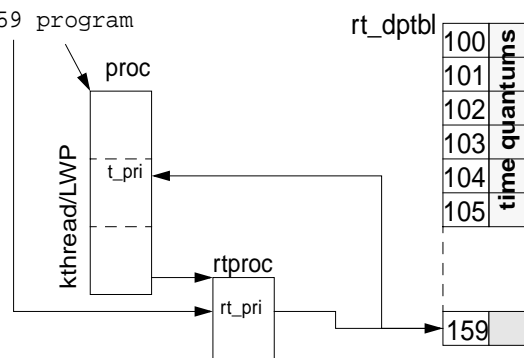 59 program
rt_dptbl
proc
100
101
102
103
104
105
time quantums
kthread/LWP
t_pri
rtproc
rt_pri
159